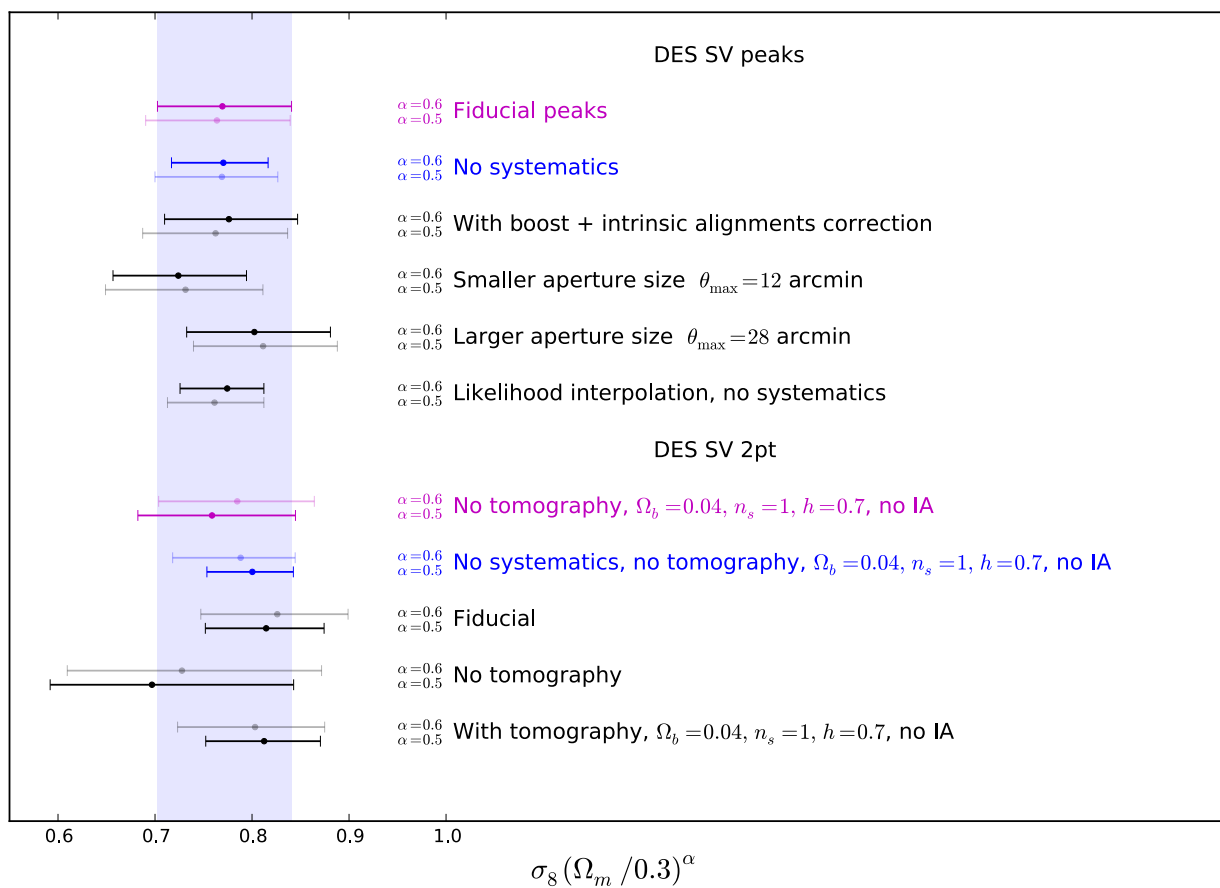 DES SV peaks
α=0.6
α=0.5 Fiducial peaks
α=0.6
α=0.5 No systematics
α=0.6
α=0.5 With boost + intrinsic alignments correction
α=0.6
α=0.5 Smaller aperture size θmax=12 arcmin
α=0.6
α=0.5 Larger aperture size θmax=28 arcmin
α=0.6
α=0.5 Likelihood interpolation, no systematics
DES SV 2pt
α=0.6
α=0.5 No tomography, Ωb=0.04, ns=1, h=0.7, no IA
α=0.6
α=0.5 No systematics, no tomography, Ωb=0.04, ns=1, h=0.7, no IA
α=0.6
α=0.5 Fiducial
α=0.6
α=0.5 No tomography
α=0.6
α=0.5 With tomography, Ωb=0.04, ns=1, h=0.7, no IA
0.6 0.7 0.8 0.9 1.0
σ8(Ωm/0.3)^α